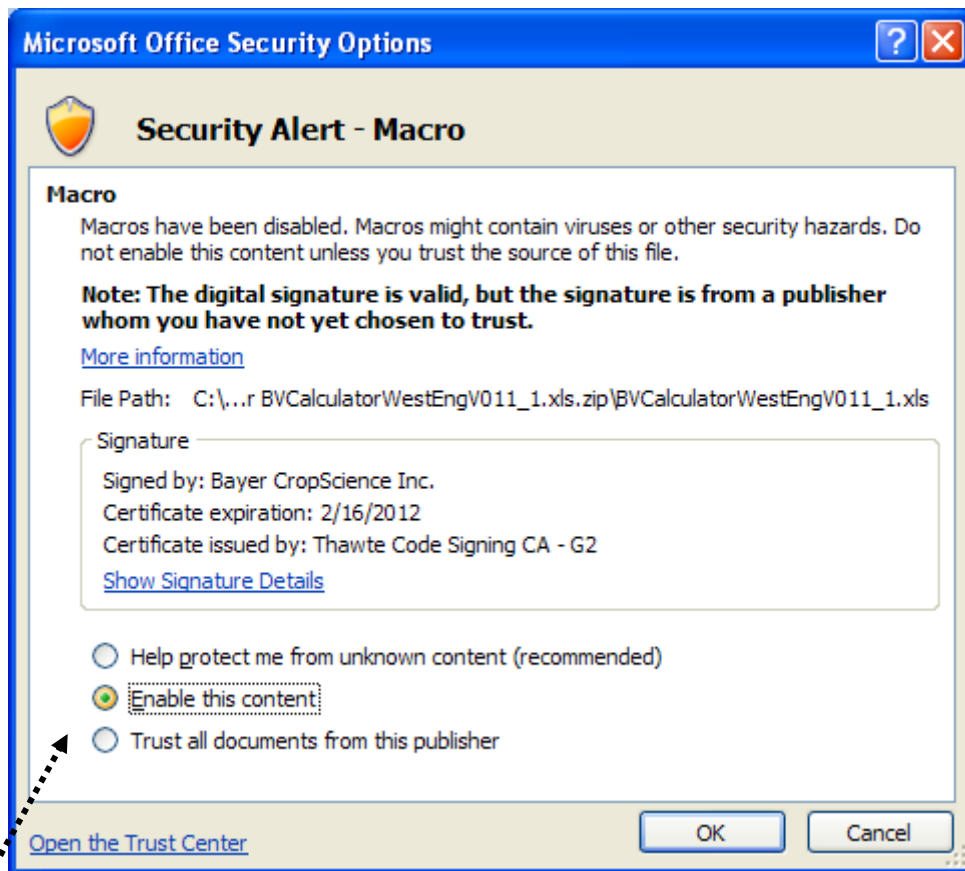 Microsoft Office Security Options
Security Alert - Macro
Macro
Macros have been disabled. Macros might contain viruses or other security hazards. Do
not enable this content unless you trust the source of this file.
Note: The digital signature is valid, but the signature is from a publisher
whom you have not yet chosen to trust.
More information
File Path: C:\...r BVCalculatorWestEngV011_1.xls.zip\BVCalculatorWestEngV011_1.xls
Signature
Signed by: Bayer CropScience Inc.
Certificate expiration: 2/16/2012
Certificate issued by: Thawte Code Signing CA - G2
Show Signature Details
Help protect me from unknown content (recommended)
Enable this content
Trust all documents from this publisher
Open the Trust Center
OK
Cancel